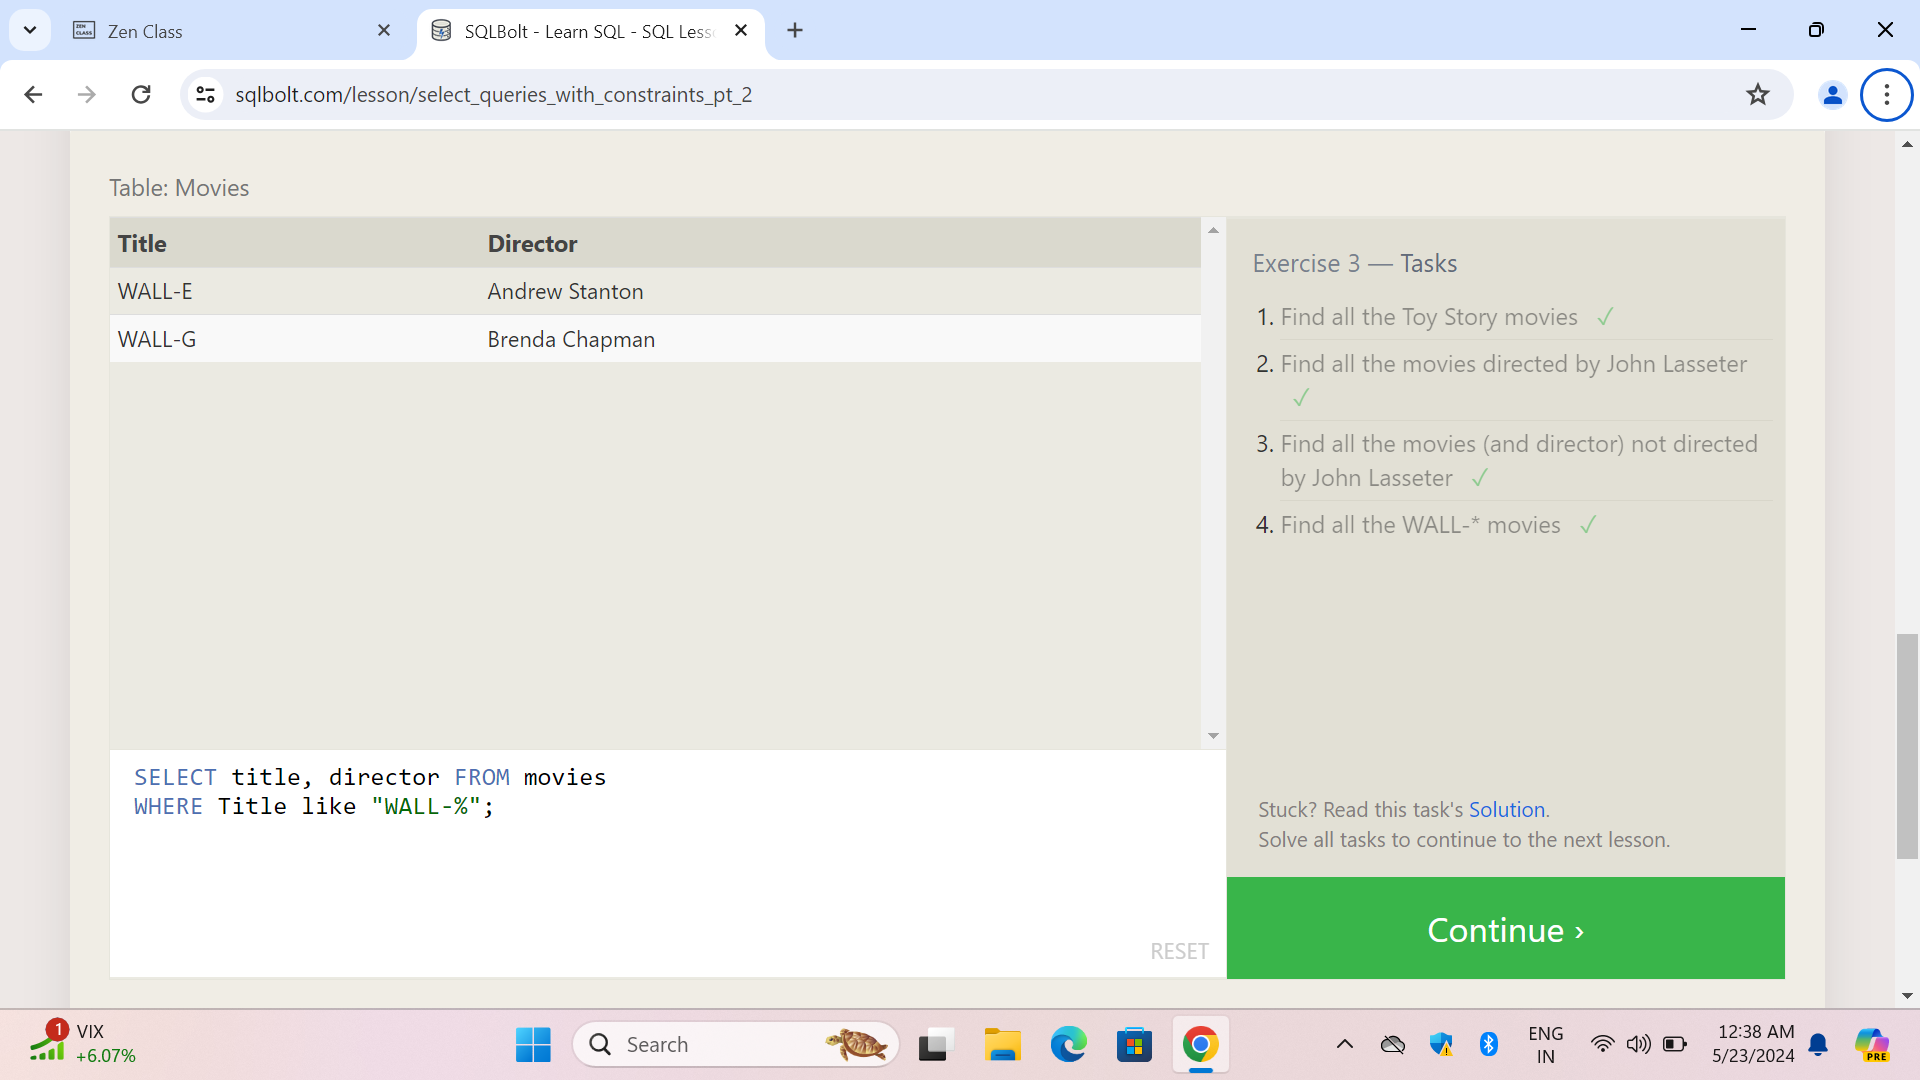 Zen Class
SQLBolt - Learn SQL - SQL Less
sqlbolt.com/lesson/select_queries_with_constraints_pt_2
Table: Movies
Title Director
WALL-E Andrew Stanton
WALL-G Brenda Chapman
SELECT title, director FROM movies
WHERE Title like "WALL-%";
RESET
Exercise 3 — Tasks
1. Find all the Toy Story movies ✓
2. Find all the movies directed by John Lasseter
✓
3. Find all the movies (and director) not directed
by John Lasseter ✓
4. Find all the WALL-* movies ✓
Stuck? Read this task's Solution.
Solve all tasks to continue to the next lesson.
Continue ›
1
VIX
+6.07%
Search
ENG
IN
12:38 AM
5/23/2024
PRE